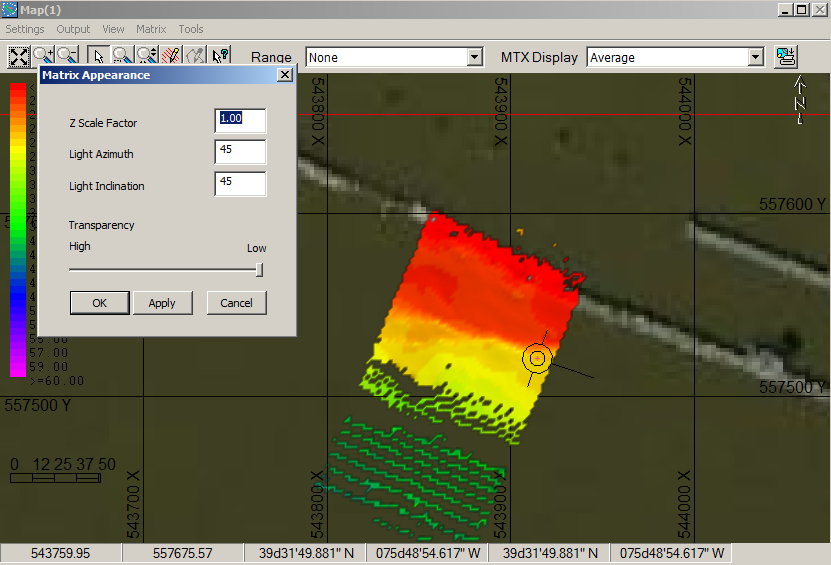 Map(1)
Settings Output View Matrix Tools
Range None MTX Display Average
Matrix Appearance
Z Scale Factor 1.00
Light Azimuth 45
Light Inclination 45
Transparency
High Low
OK Apply Cancel
543800 X
543900 X
544000 X
N
557600 Y
59.00
>=60.00
557500 Y
557500 Y
0 12 25 37 50
543700 X
543800 X
543900 X
544000 X
543759.95 557675.57 39d31'49.881" N 075d48'54.617" W 39d31'49.881" N 075d48'54.617" W